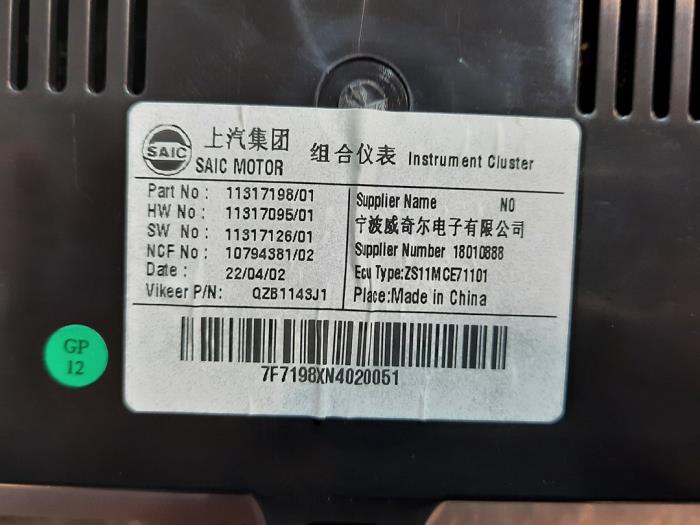 SAIC
上汽集团
SAIC MOTOR
组合仪表 Instrument Cluster
Part No : 11317198/01
HW No : 11317095/01
SW No : 11317126/01
NCF No : 10794381/02
Date : 22/04/02
Vikeer P/N: QZB1143J1
Supplier Name NO
宁波威奇尔电子有限公司
Supplier Number 18010888
Ecu Type:ZS11MCE71101
Place:Made in China
7F7198XN4020051
GP
12